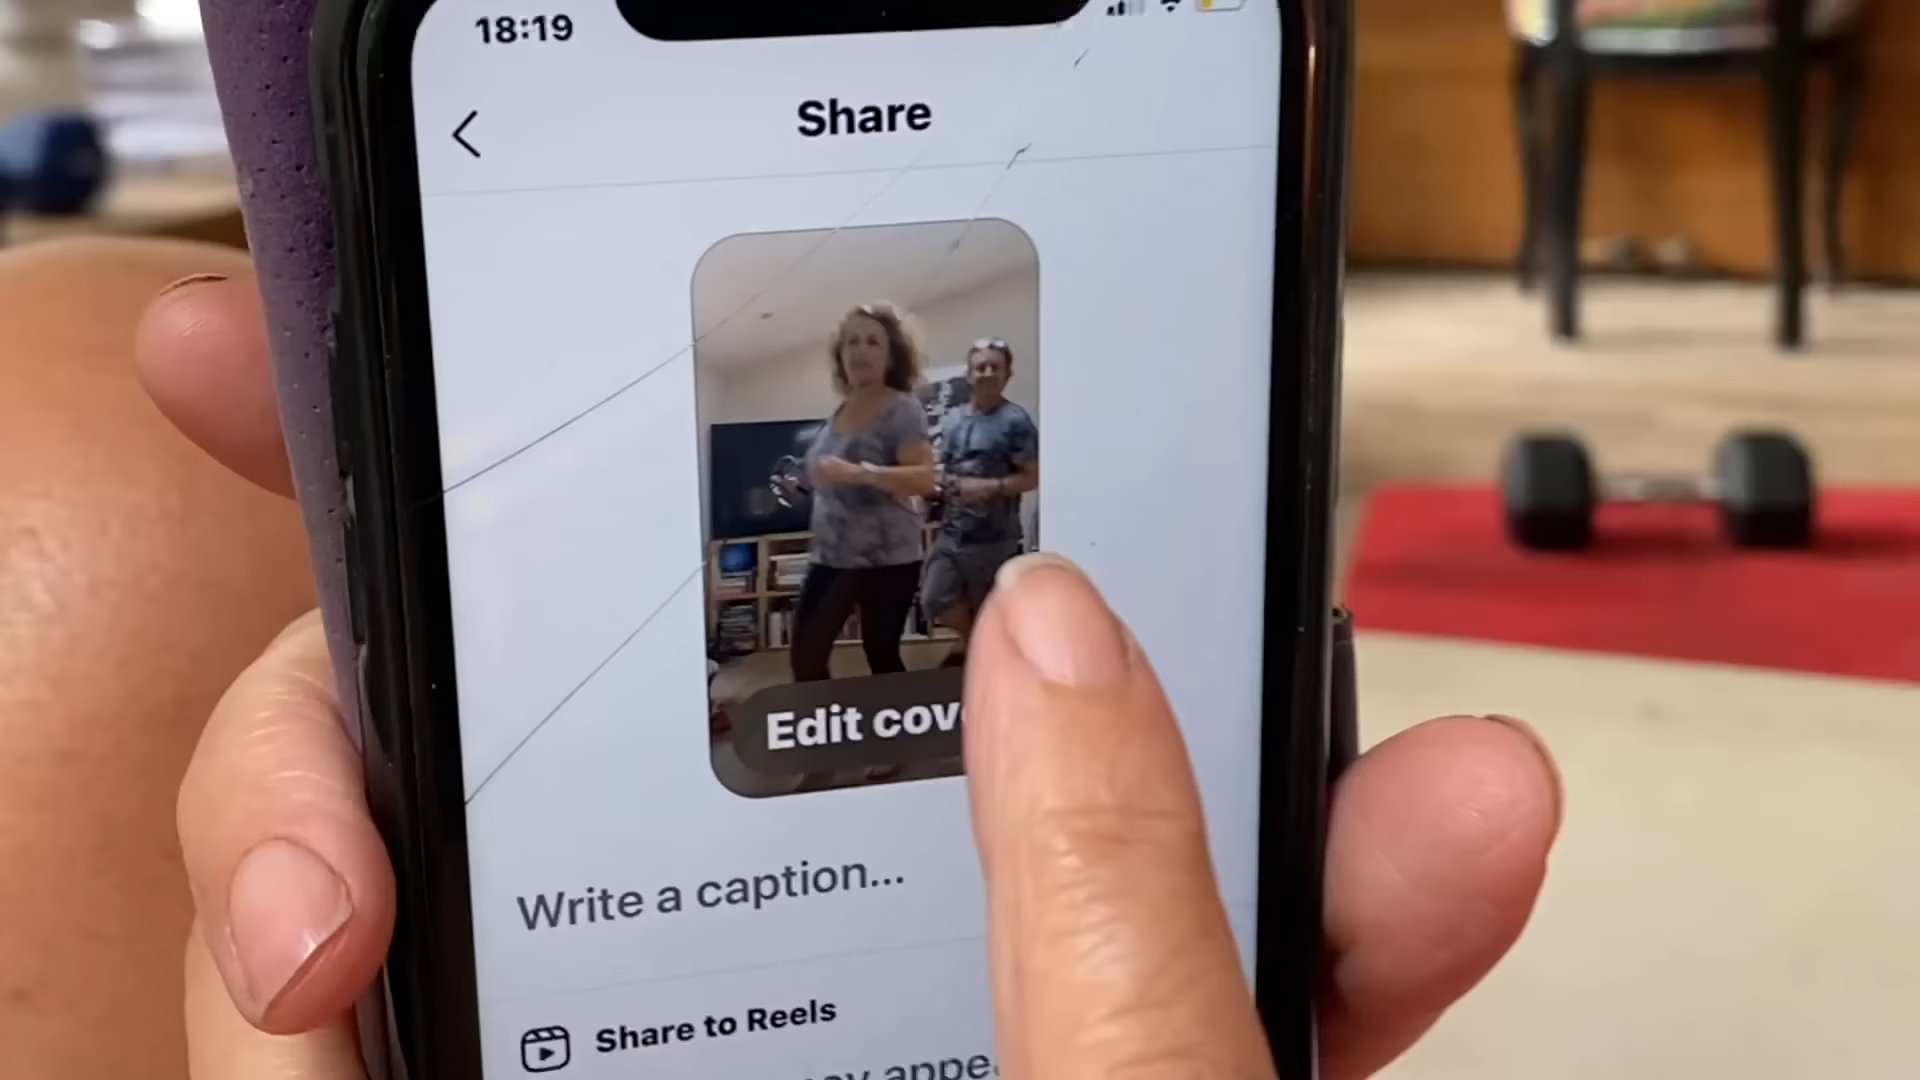 18:19
Share
Edit cov
Write a caption...
Share to Reels